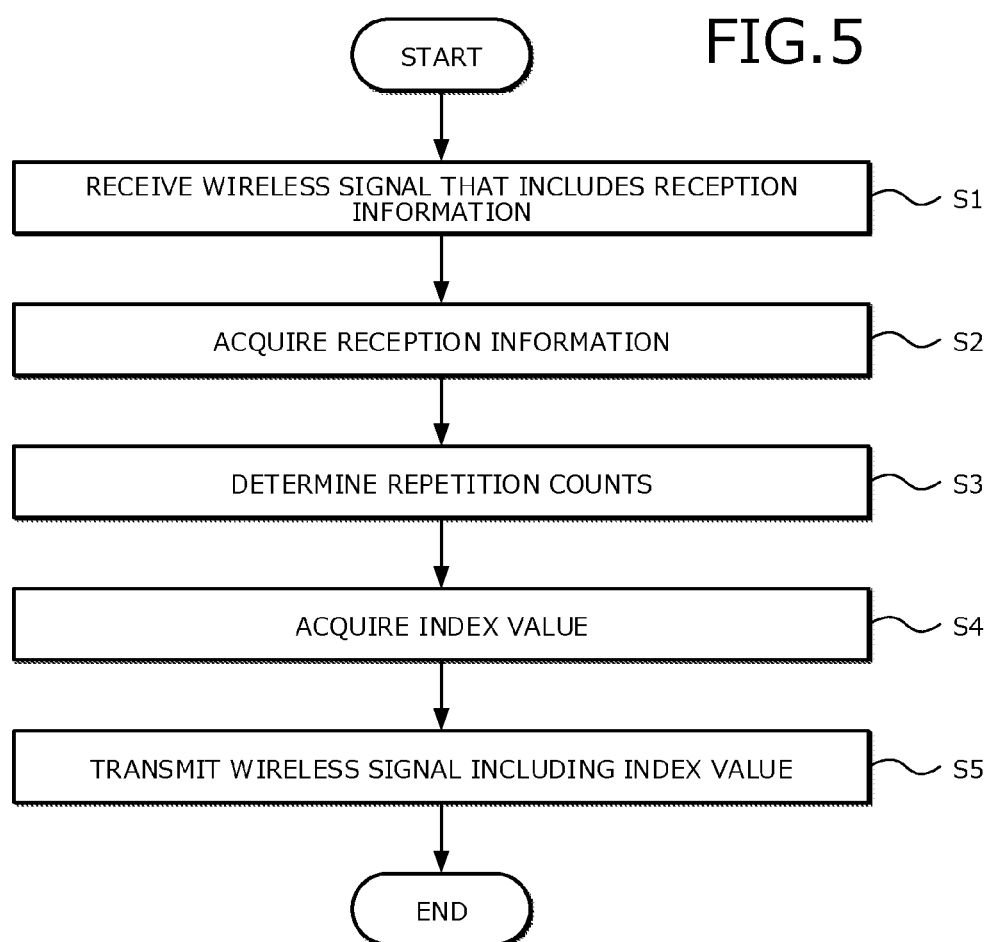 FIG.5
START
RECEIVE WIRELESS SIGNAL THAT INCLUDES RECEPTION
INFORMATION
S1
ACQUIRE RECEPTION INFORMATION
S2
DETERMINE REPETITION COUNTS
S3
ACQUIRE INDEX VALUE
S4
TRANSMIT WIRELESS SIGNAL INCLUDING INDEX VALUE
S5
END